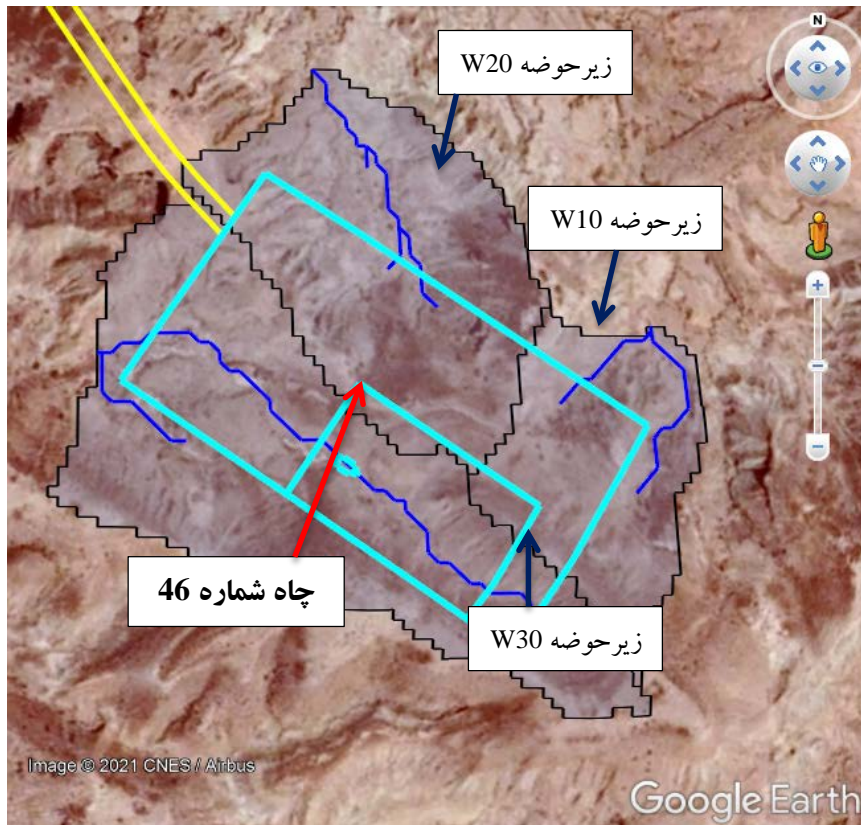 N
زیرحوضه W20
زیرحوضه W10
چاه شماره 46
زیرحوضه W30
Image © 2021 CNES / Airbus
Google Earth